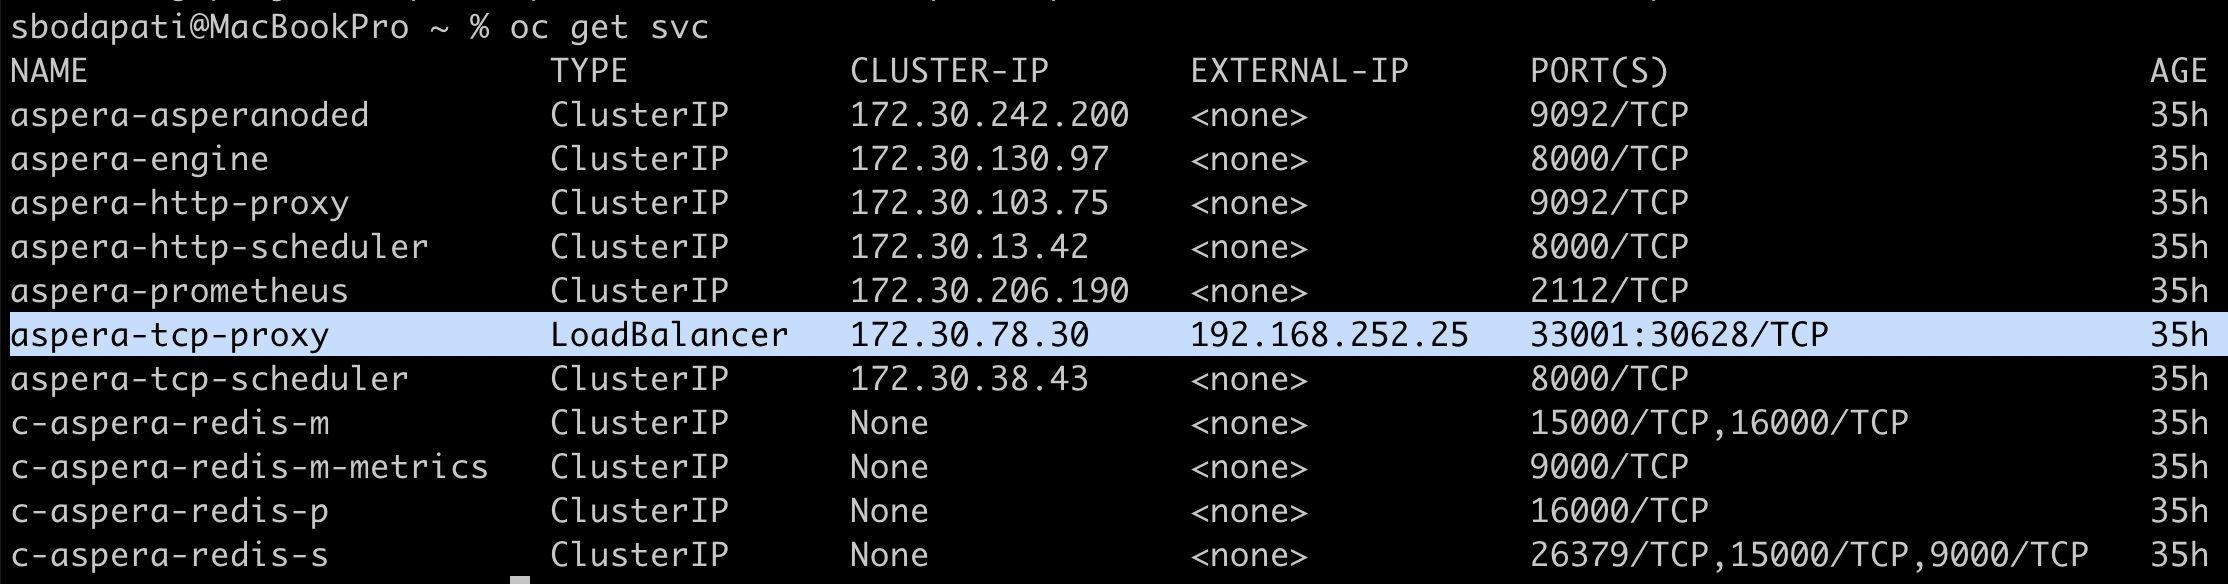 sbodapati@MacBookPro ~ % oc get svc
NAME TYPE CLUSTER-IP EXTERNAL-IP PORT(S) AGE
aspera-asperanoded ClusterIP 172.30.242.200 <none> 9092/TCP 35h
aspera-engine ClusterIP 172.30.130.97 <none> 8000/TCP 35h
aspera-http-proxy ClusterIP 172.30.103.75 <none> 9092/TCP 35h
aspera-http-scheduler ClusterIP 172.30.13.42 <none> 8000/TCP 35h
aspera-prometheus ClusterIP 172.30.206.190 <none> 2112/TCP 35h
aspera-tcp-proxy LoadBalancer 172.30.78.30 192.168.252.25 33001:30628/TCP 35h
aspera-tcp-scheduler ClusterIP 172.30.38.43 <none> 8000/TCP 35h
c-aspera-redis-m ClusterIP None <none> 15000/TCP,16000/TCP 35h
c-aspera-redis-m-metrics ClusterIP None <none> 9000/TCP 35h
c-aspera-redis-p ClusterIP None <none> 16000/TCP 35h
c-aspera-redis-s ClusterIP None <none> 26379/TCP,15000/TCP,9000/TCP 35h